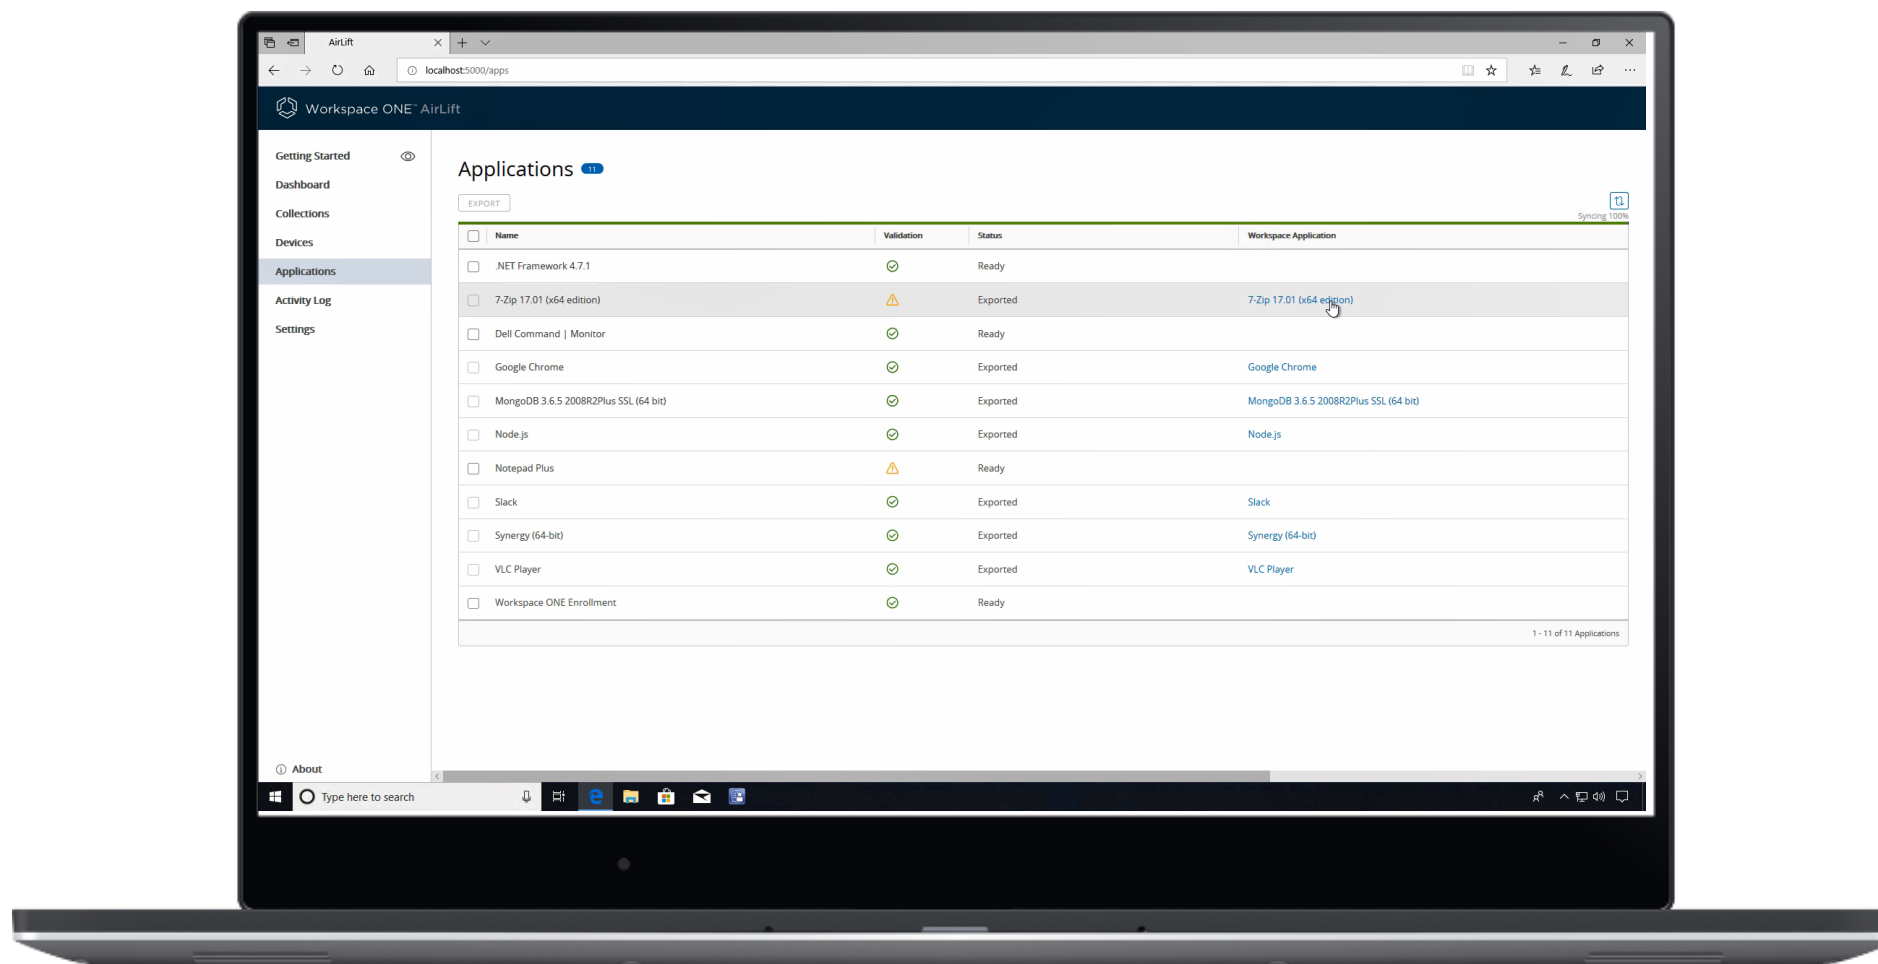 AirLift
localhost:5000/apps
Workspace ONE™ AirLift
Getting Started
Dashboard
Collections
Devices
Applications
Activity Log
Settings
About
Applications 11
EXPORT
Syncing 100%
Name Validation Status Workspace Application
.NET Framework 4.7.1 Ready
7-Zip 17.01 (x64 edition) Exported 7-Zip 17.01 (x64 edition)
Dell Command | Monitor Ready
Google Chrome Exported Google Chrome
MongoDB 3.6.5 2008R2Plus SSL (64 bit) Exported MongoDB 3.6.5 2008R2Plus SSL (64 bit)
Node.js Exported Node.js
Notepad Plus Ready
Slack Exported Slack
Synergy (64-bit) Exported Synergy (64-bit)
VLC Player Exported VLC Player
Workspace ONE Enrollment Ready
1 - 11 of 11 Applications
Type here to search